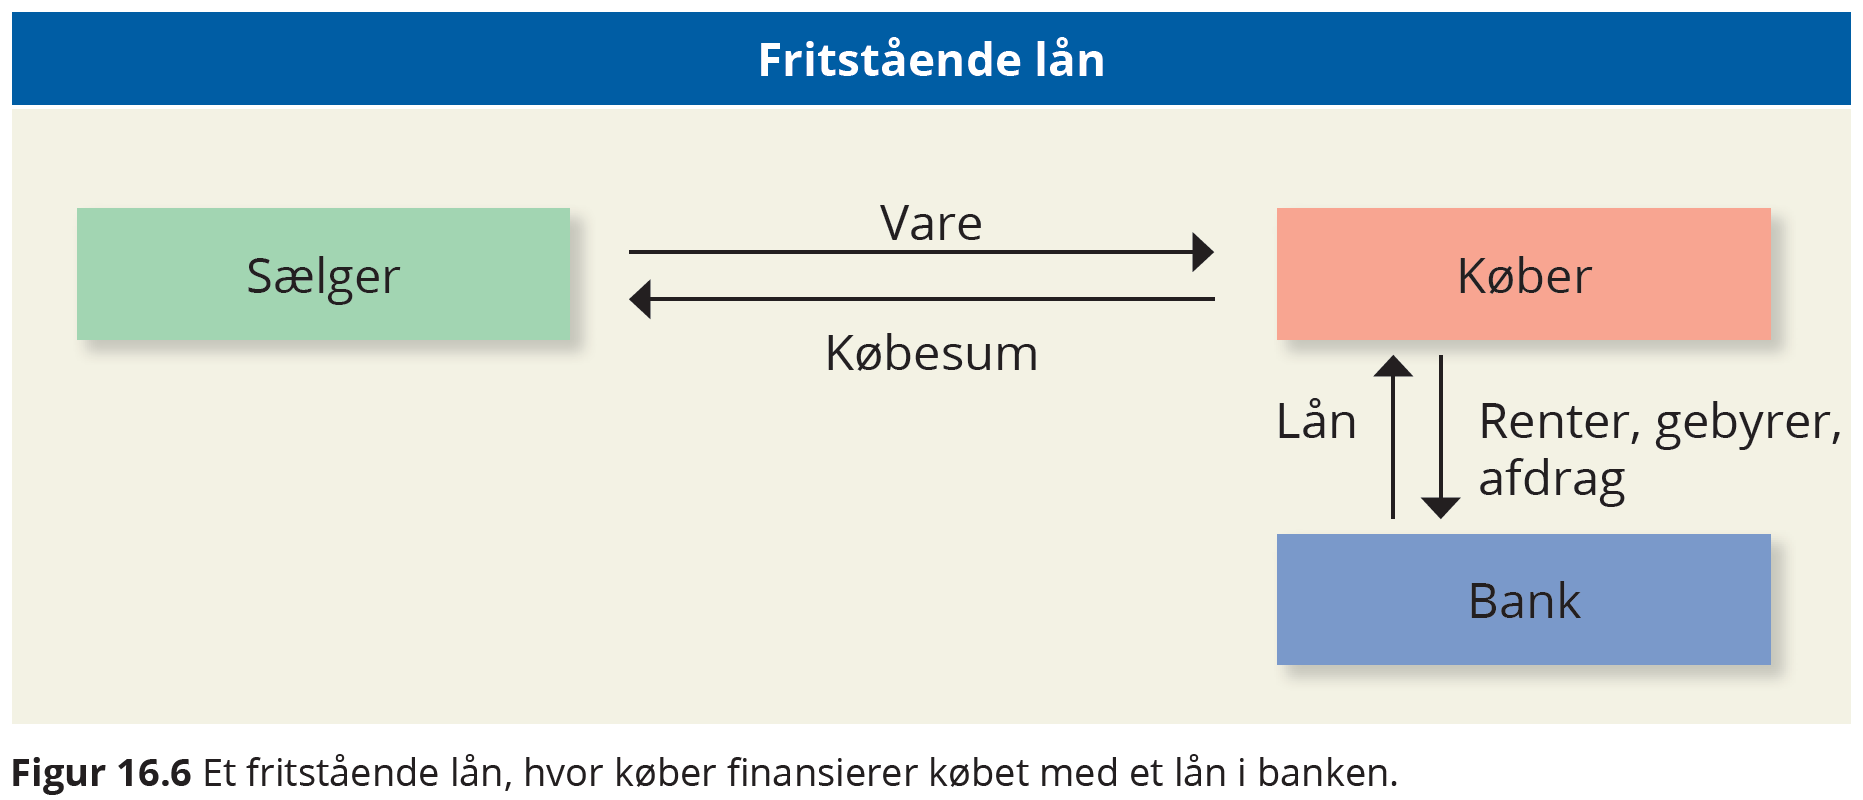 Fritstående lån
Vare
Sælger
Køber
Købesum
Lån
Renter, gebyrer,
afdrag
Bank
Figur 16.6 Et fritstående lån, hvor køber finansierer købet med et lån i banken.